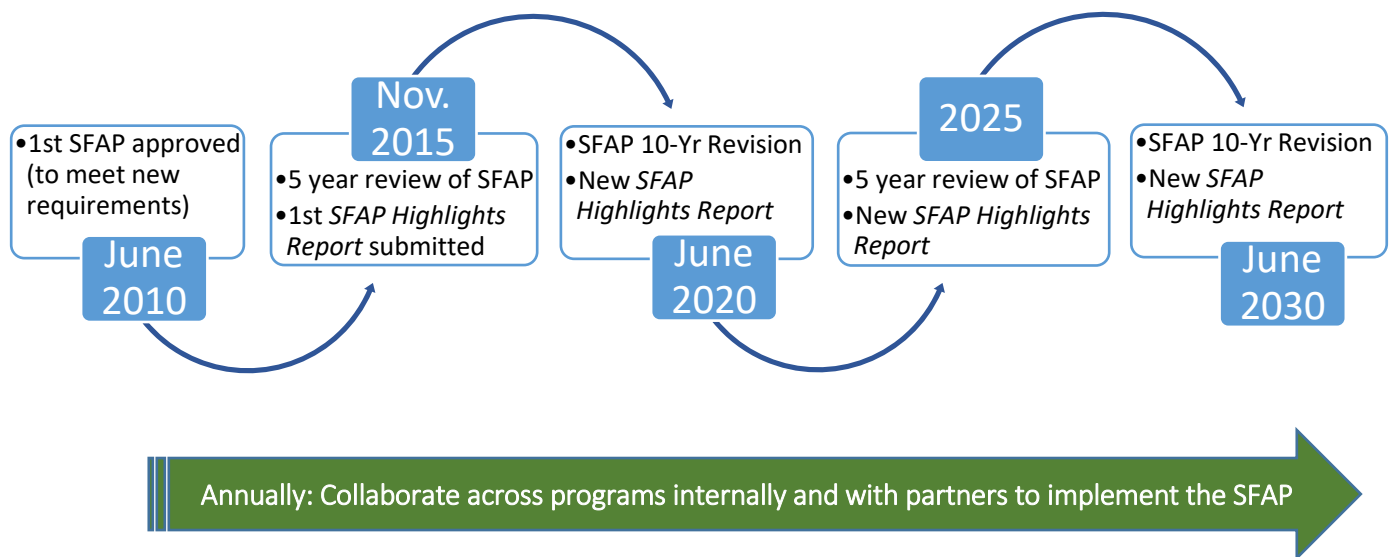 •1st SFAP approved
(to meet new
requirements)
June
2010
Nov.
2015
•5 year review of SFAP
•1st SFAP Highlights
Report submitted
•SFAP 10-Yr Revision
•New SFAP
Highlights Report
June
2020
2025
•5 year review of SFAP
•New SFAP Highlights
Report
•SFAP 10-Yr Revision
•New SFAP
Highlights Report
June
2030
Annually: Collaborate across programs internally and with partners to implement the SFAP